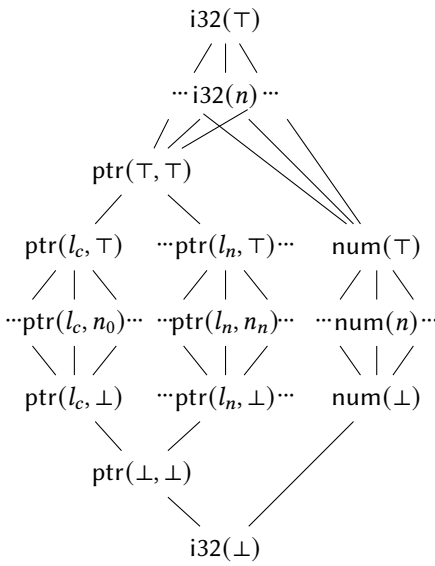 i32(⊤)
··· i32(n) ···
ptr(⊤, ⊤)
ptr(l_c, ⊤) ···ptr(l_n, ⊤)··· num(⊤)
···ptr(l_c, n_0)··· ···ptr(l_n, n_n)··· ···num(n)···
ptr(l_c, ⊥) ···ptr(l_n, ⊥)··· num(⊥)
ptr(⊥, ⊥)
i32(⊥)